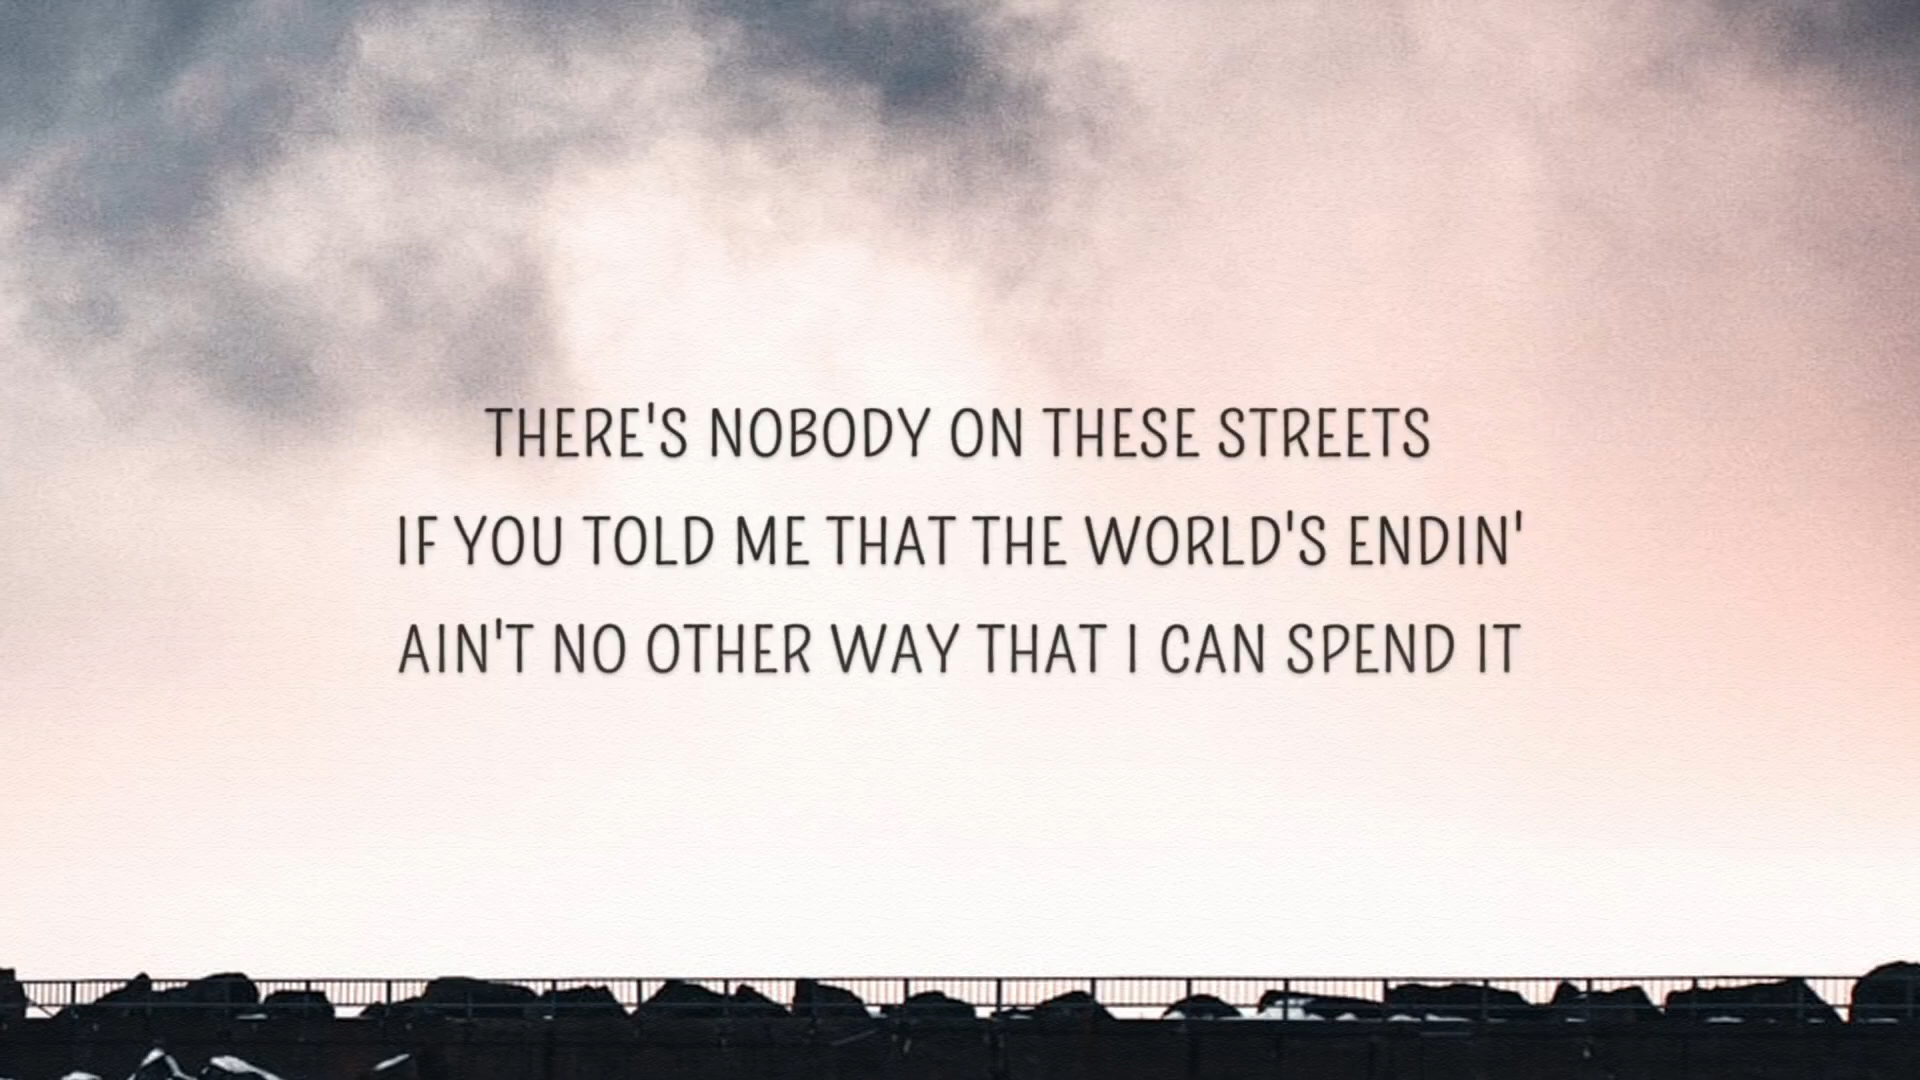 THERE'S NOBODY ON THESE STREETS
IF YOU TOLD ME THAT THE WORLD'S ENDIN'
AIN'T NO OTHER WAY THAT I CAN SPEND IT